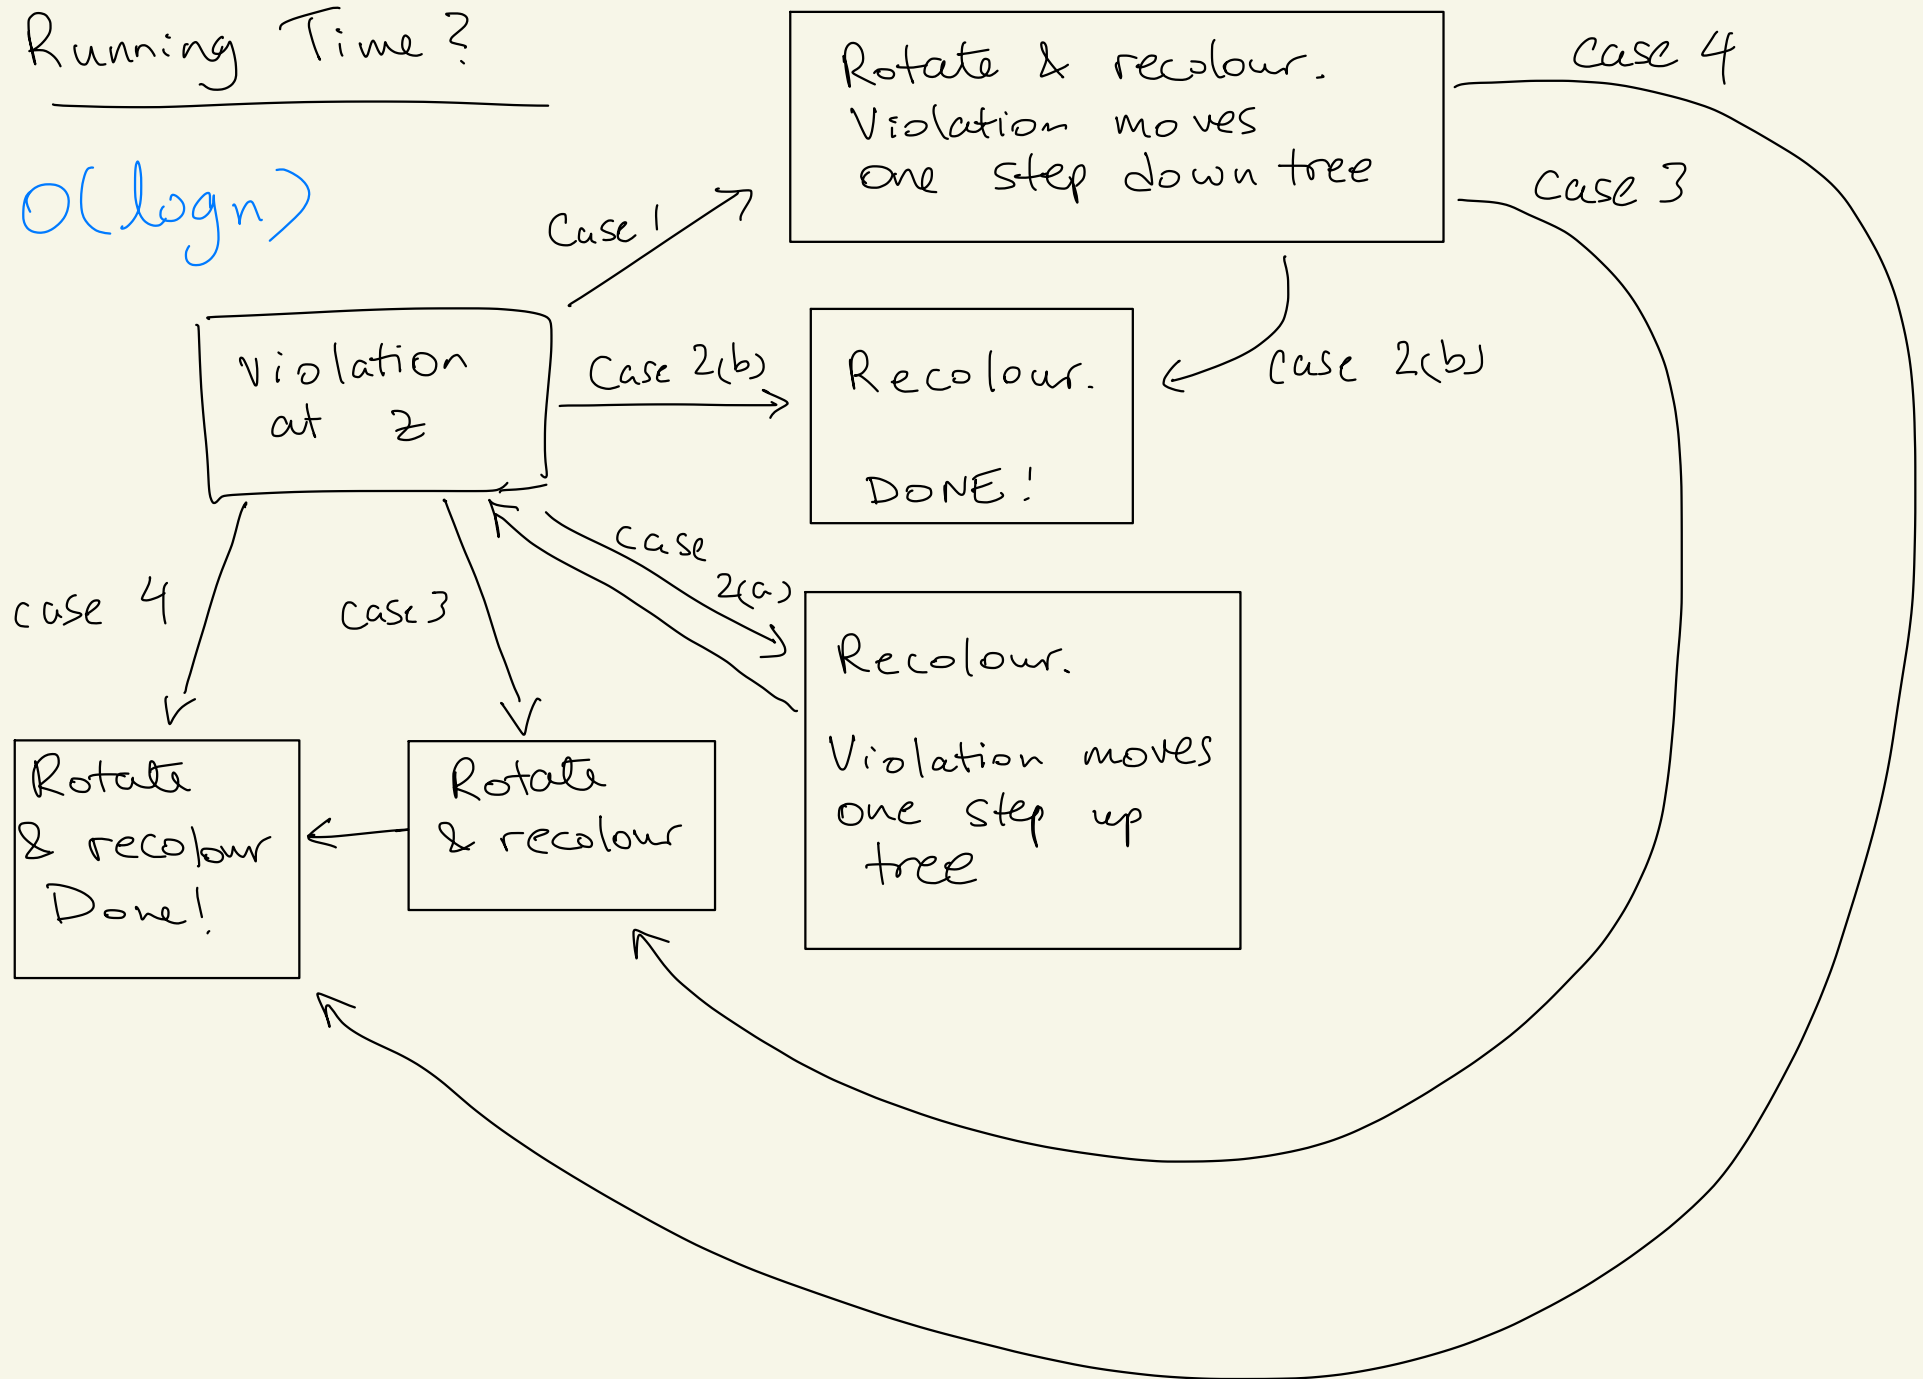 Running Time?
O(logn)
Rotate & recolour.
Violation moves
one step down tree
case 4
case 3
Case 1
Violation
at z
Case 2(b)
Recolour.
DONE!
case 2(b)
case 4
case 3
case
2(a)
Recolour.
Violation moves
one step up
tree
Rotate
& recolour
Done!
Rotate
& recolour